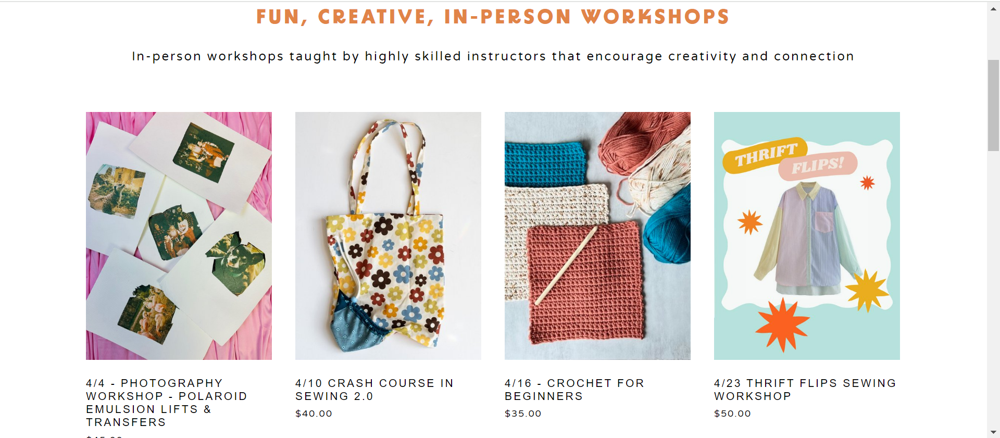 FUN, CREATIVE, IN-PERSON WORKSHOPS
In-person workshops taught by highly skilled instructors that encourage creativity and connection
THRIFT
FLIPS!
4/4 - PHOTOGRAPHY
WORKSHOP - POLAROID
EMULSION LIFTS &
TRANSFERS
4/10 CRASH COURSE IN
SEWING 2.0
$40.00
4/16 - CROCHET FOR
BEGINNERS
$35.00
4/23 THRIFT FLIPS SEWING
WORKSHOP
$50.00